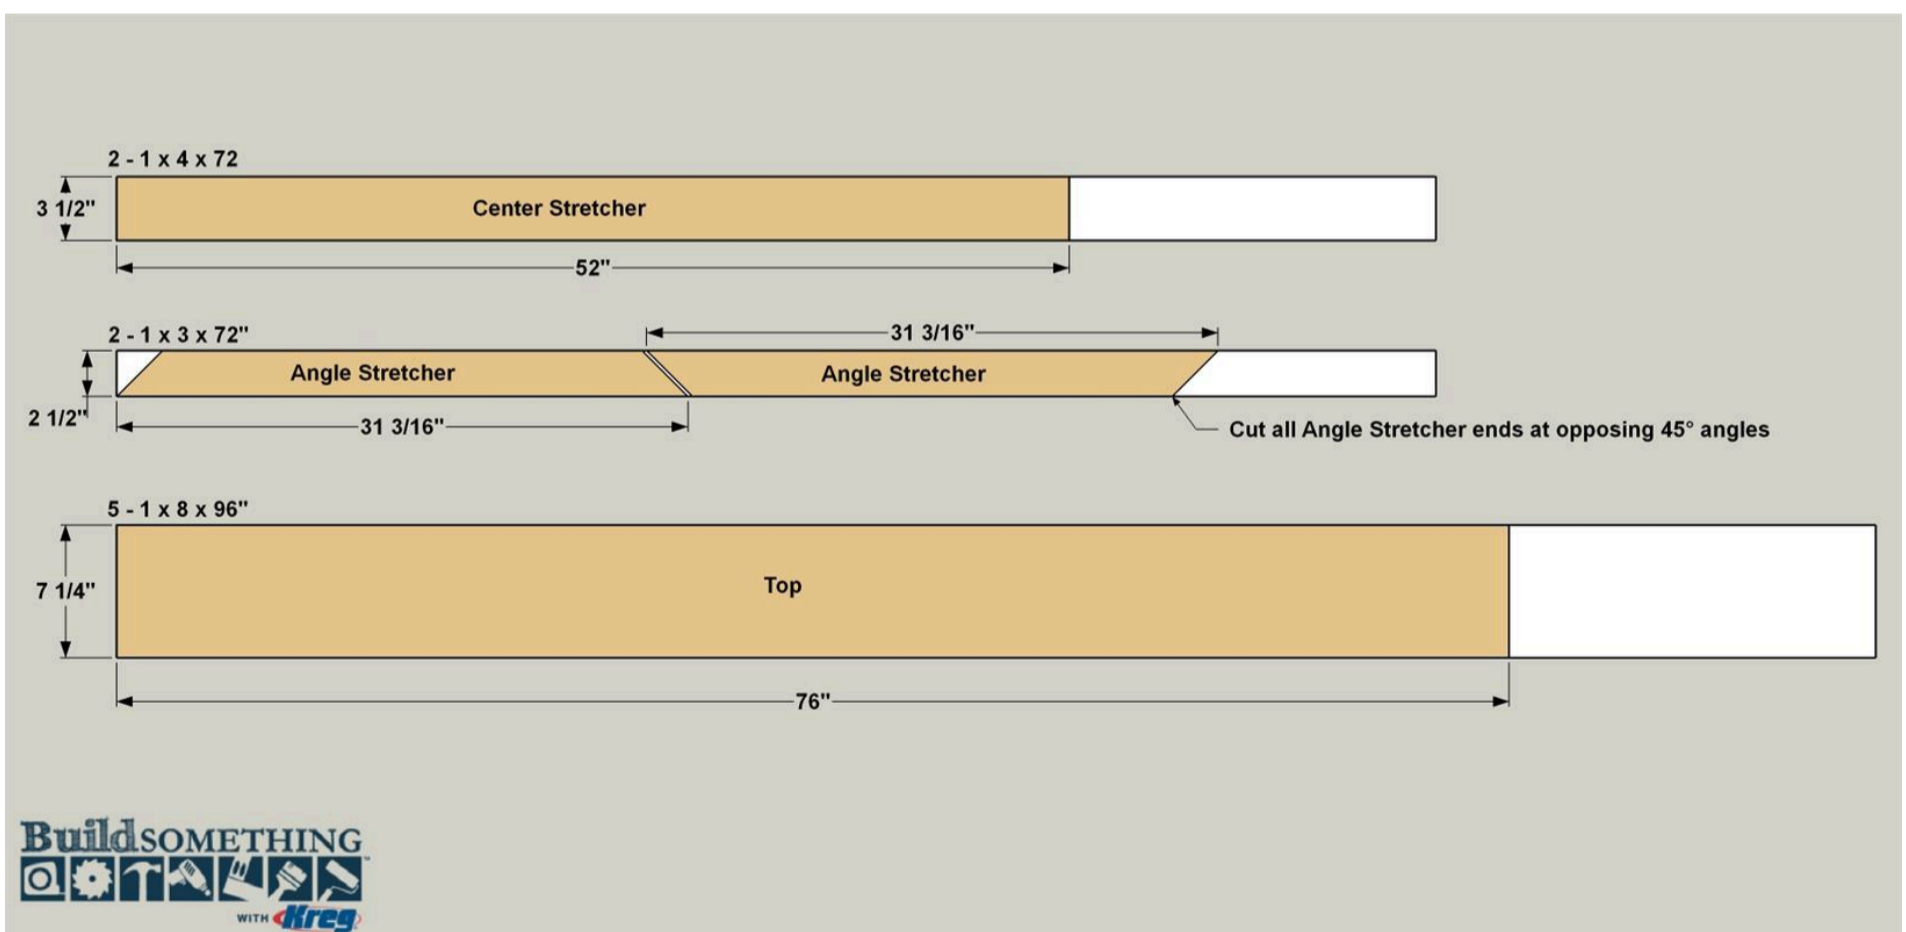 2 - 1 x 4 x 72
3 1/2"
Center Stretcher
52"
2 - 1 x 3 x 72"
31 3/16"
Angle Stretcher
Angle Stretcher
2 1/2"
31 3/16"
Cut all Angle Stretcher ends at opposing 45° angles
5 - 1 x 8 x 96"
7 1/4"
Top
76"
BuildSOMETHING™
WITH Kreg